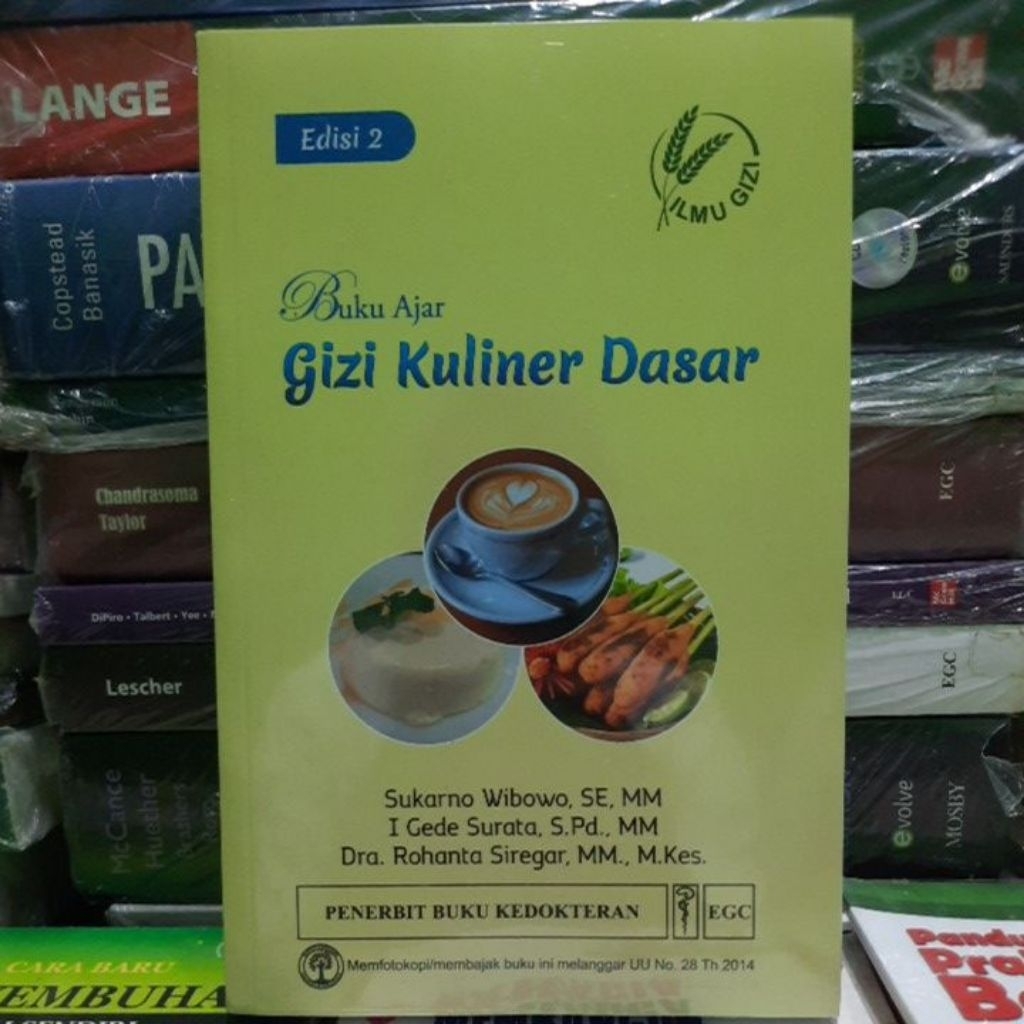 LANGE
Copstead
Banasik
PA
Chandrasoma
Taylor
DiPiro • Talbert • Yee •
Lescher
McCance
Huether
CARA BARU
EMBUHA
Edisi 2
ILMU GIZI
Buku Ajar
Gizi Kuliner Dasar
Sukarno Wibowo, SE, MM
I Gede Surata, S.Pd., MM
Dra. Rohanta Siregar, MM., M.Kes.
PENERBIT BUKU KEDOKTERAN
EGC
Memfotokopi/membajak buku ini melanggar UU No. 28 Th 2014
evolve
SAUNDERS
EGC
EGC
evolve
MOSBY
Pandu
Pra
B